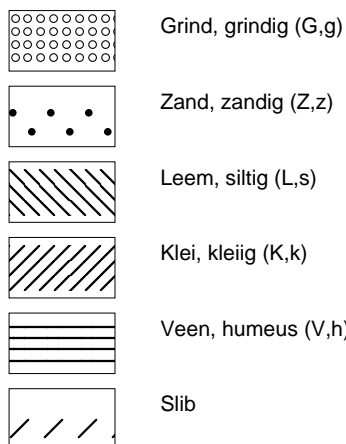 Grind, grindig (G,g)
Zand, zandig (Z,z)
Leem, siltig (L,s)
Klei, kleiig (K,k)
Veen, humeus (V,h)
Slib